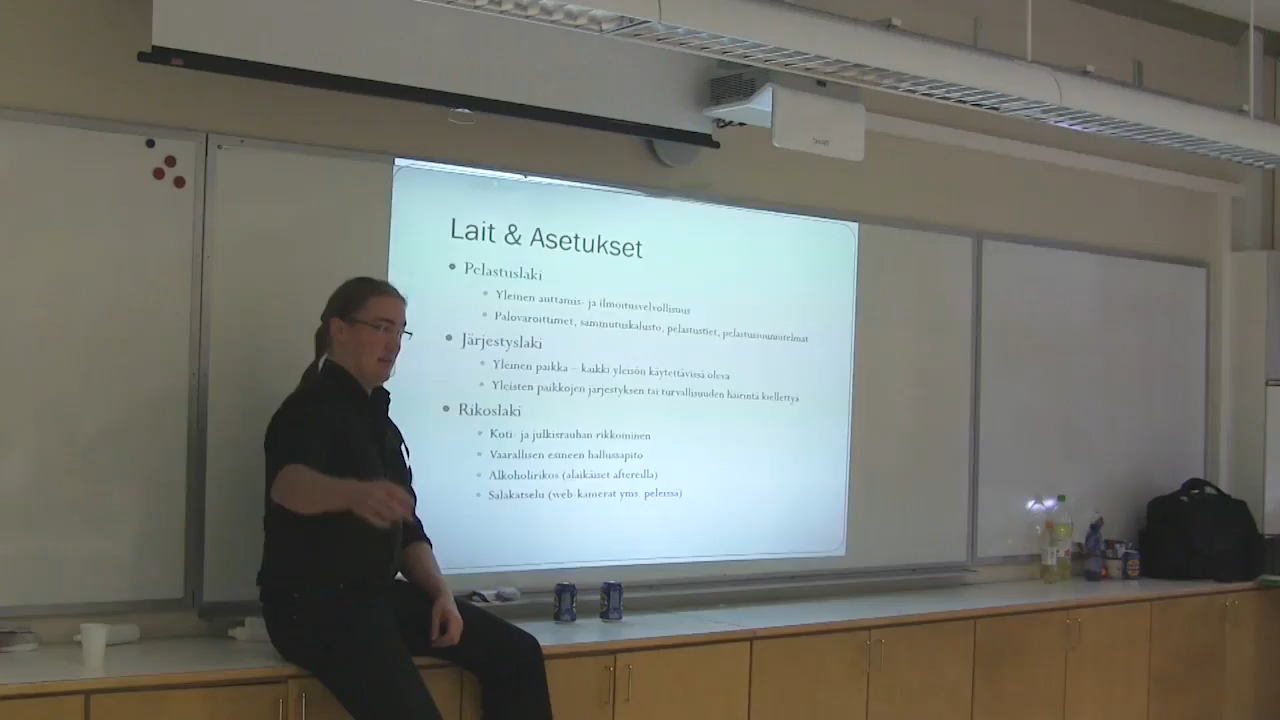 Lait & Asetukset
Pelastuslaki
Yleinen auttamis- ja ilmoitusvelvollisuus
Palovaroittimet, sammutuskalusto, pelastustiet, pelastussuunnitelmat
Järjestyslaki
Yleinen paikka – kaikki yleisön käytettävissä oleva
Yleisten paikkojen järjestyksen tai turvallisuuden häirintä kiellettyä
Rikoslaki
Koti- ja julkisrauhan rikkominen
Vaarallisen esineen hallussapito
Alkoholirikos (alaikäiset aftereilla)
Salakatselu (web-kamerat yms. peleissä)